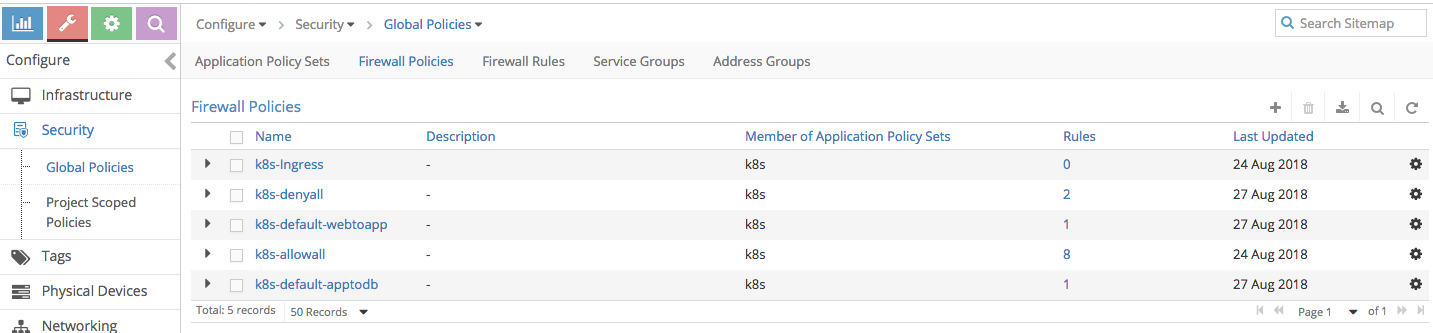 Configure > Security > Global Policies
Search Sitemap
Configure
Application Policy Sets Firewall Policies Firewall Rules Service Groups Address Groups
Infrastructure
Security
Global Policies
Project Scoped
Policies
Tags
Physical Devices
Networking
Firewall Policies
Name Description Member of Application Policy Sets Rules Last Updated
k8s-Ingress - k8s 0 24 Aug 2018
k8s-denyall - k8s 2 27 Aug 2018
k8s-default-webtoapp - k8s 1 27 Aug 2018
k8s-allowall - k8s 8 24 Aug 2018
k8s-default-apptodb - k8s 1 27 Aug 2018
Total: 5 records 50 Records Page 1 of 1